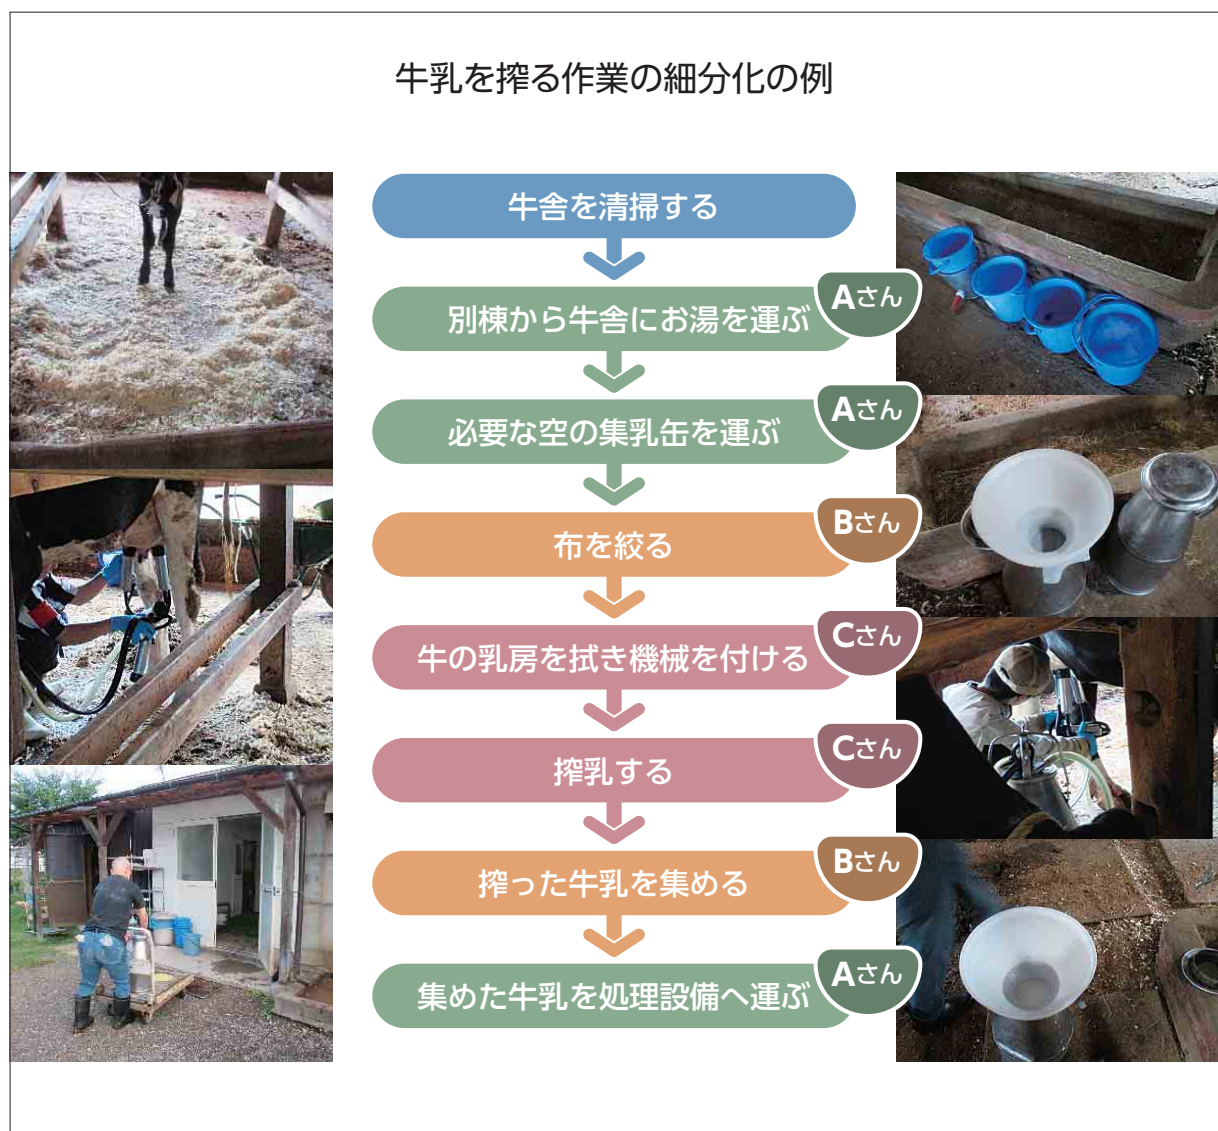 牛乳を搾る作業の細分化の例
牛舎を清掃する
Aさん
別棟から牛舎にお湯を運ぶ
Aさん
必要な空の集乳缶を運ぶ
Bさん
布を絞る
Cさん
牛の乳房を拭き機械を付ける
Cさん
搾乳する
Bさん
搾った牛乳を集める
Aさん
集めた牛乳を処理設備へ運ぶ